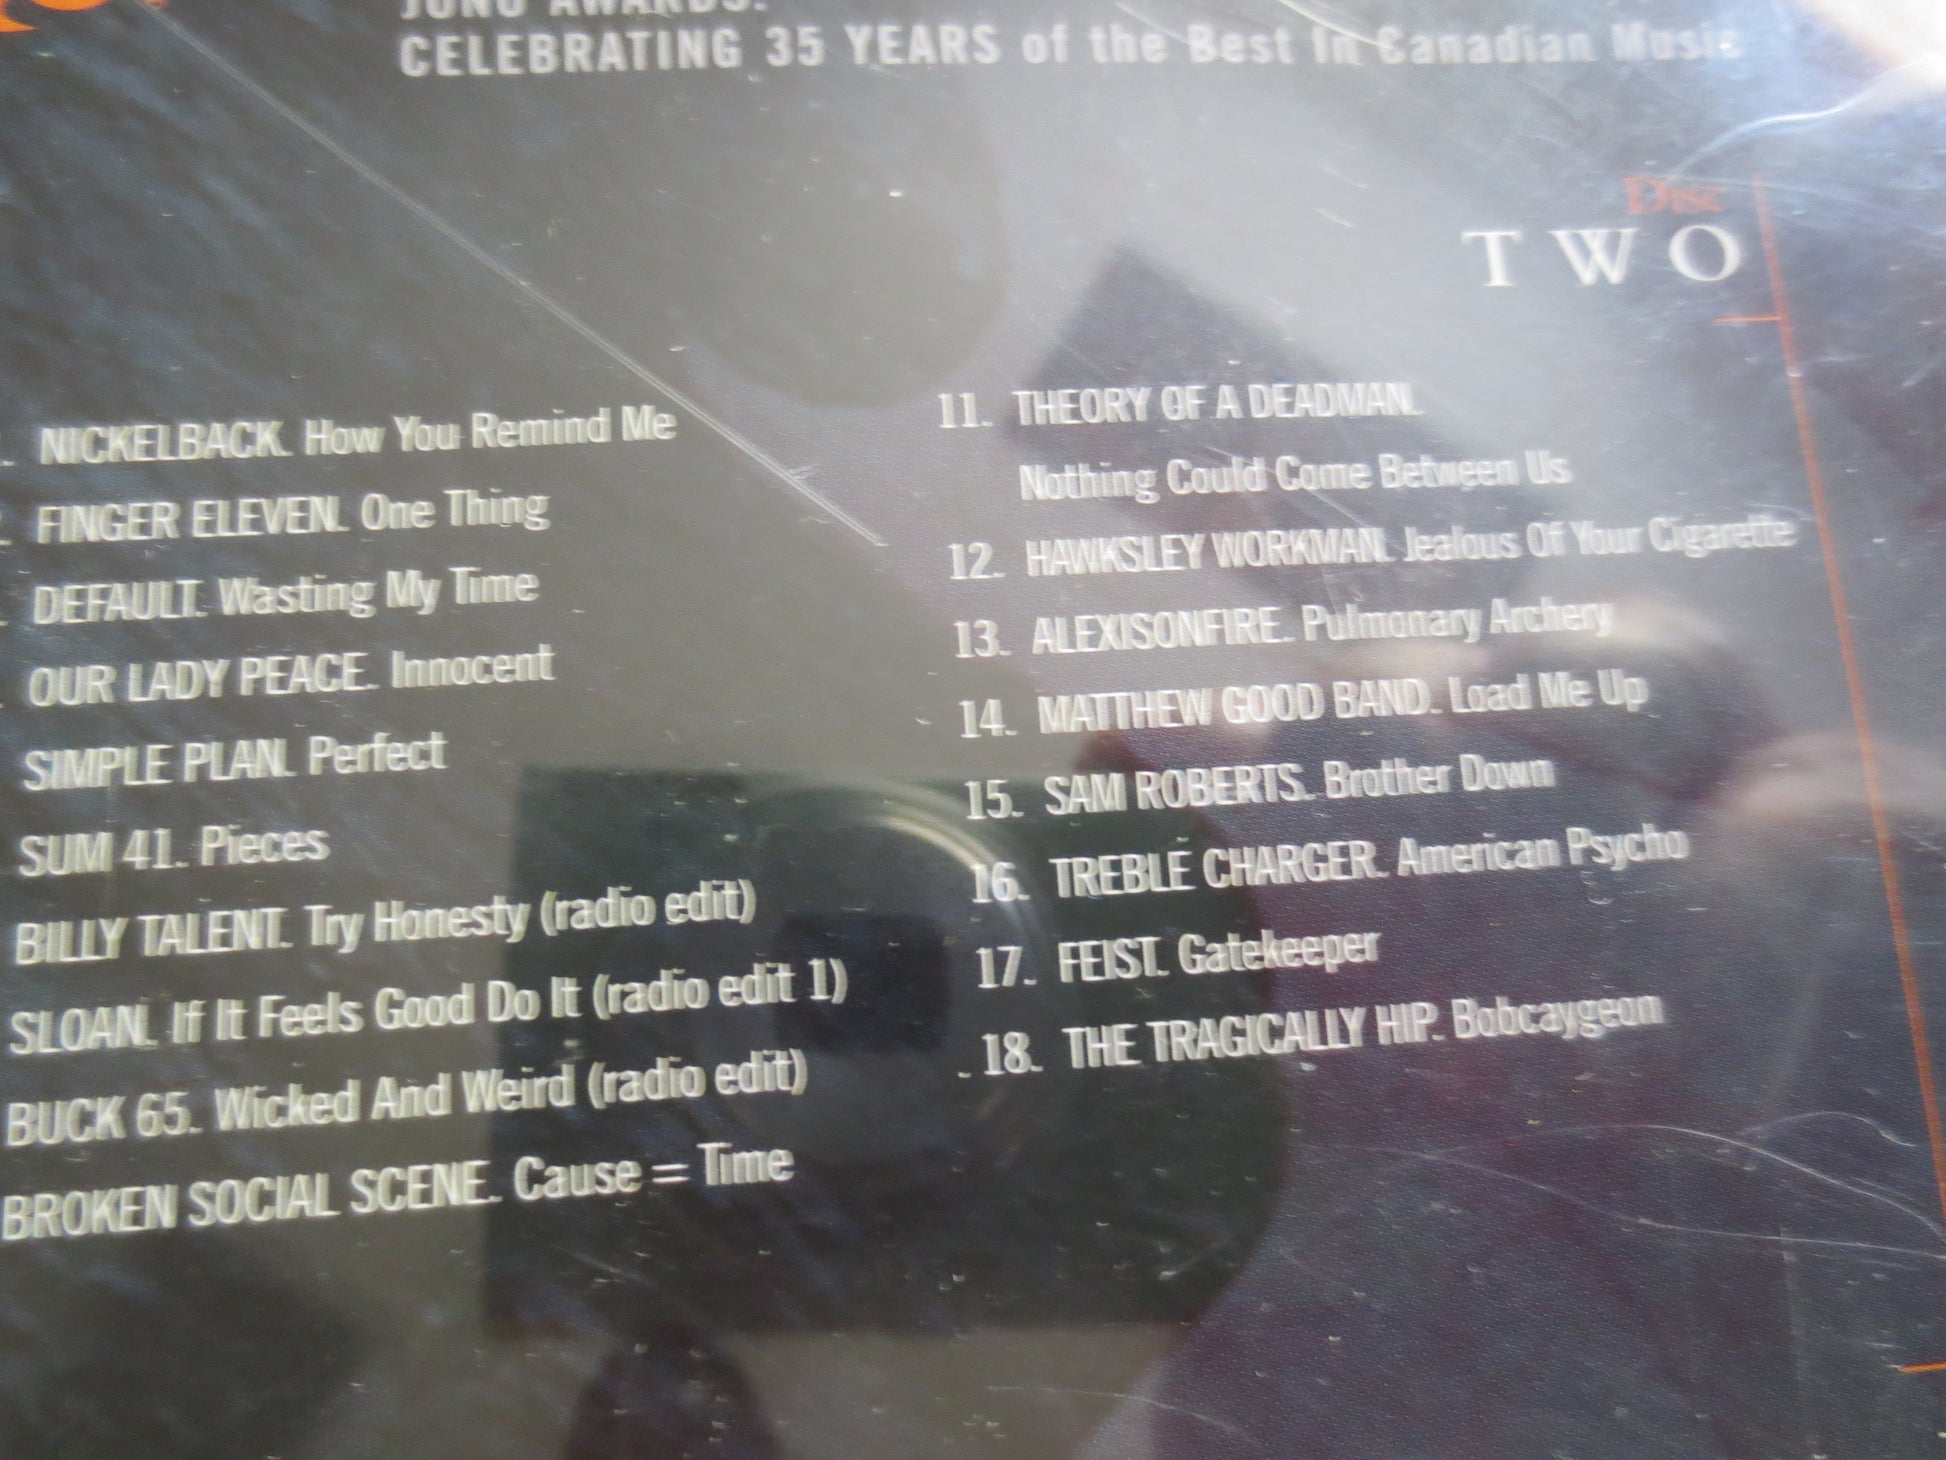 JUNO AWARDS.
CELEBRATING 35 YEARS of the Best In Canadian Music
Disc
TWO
NICKELBACK. How You Remind Me
FINGER ELEVEN. One Thing
DEFAULT. Wasting My Time
OUR LADY PEACE. Innocent
SIMPLE PLAN. Perfect
SUM 41. Pieces
BILLY TALENT. Try Honesty (radio edit)
SLOAN. If It Feels Good Do It (radio edit 1)
BUCK 65. Wicked And Weird (radio edit)
BROKEN SOCIAL SCENE. Cause = Time
11. THEORY OF A DEADMAN.
Nothing Could Come Between Us
12. HAWKSLEY WORKMAN. Jealous Of Your Cigarette
13. ALEXISONFIRE. Pulmonary Archery
14. MATTHEW GOOD BAND. Load Me Up
15. SAM ROBERTS. Brother Down
16. TREBLE CHARGER. American Psycho
17. FEIST. Gatekeeper
18. THE TRAGICALLY HIP. Bobcaygeon